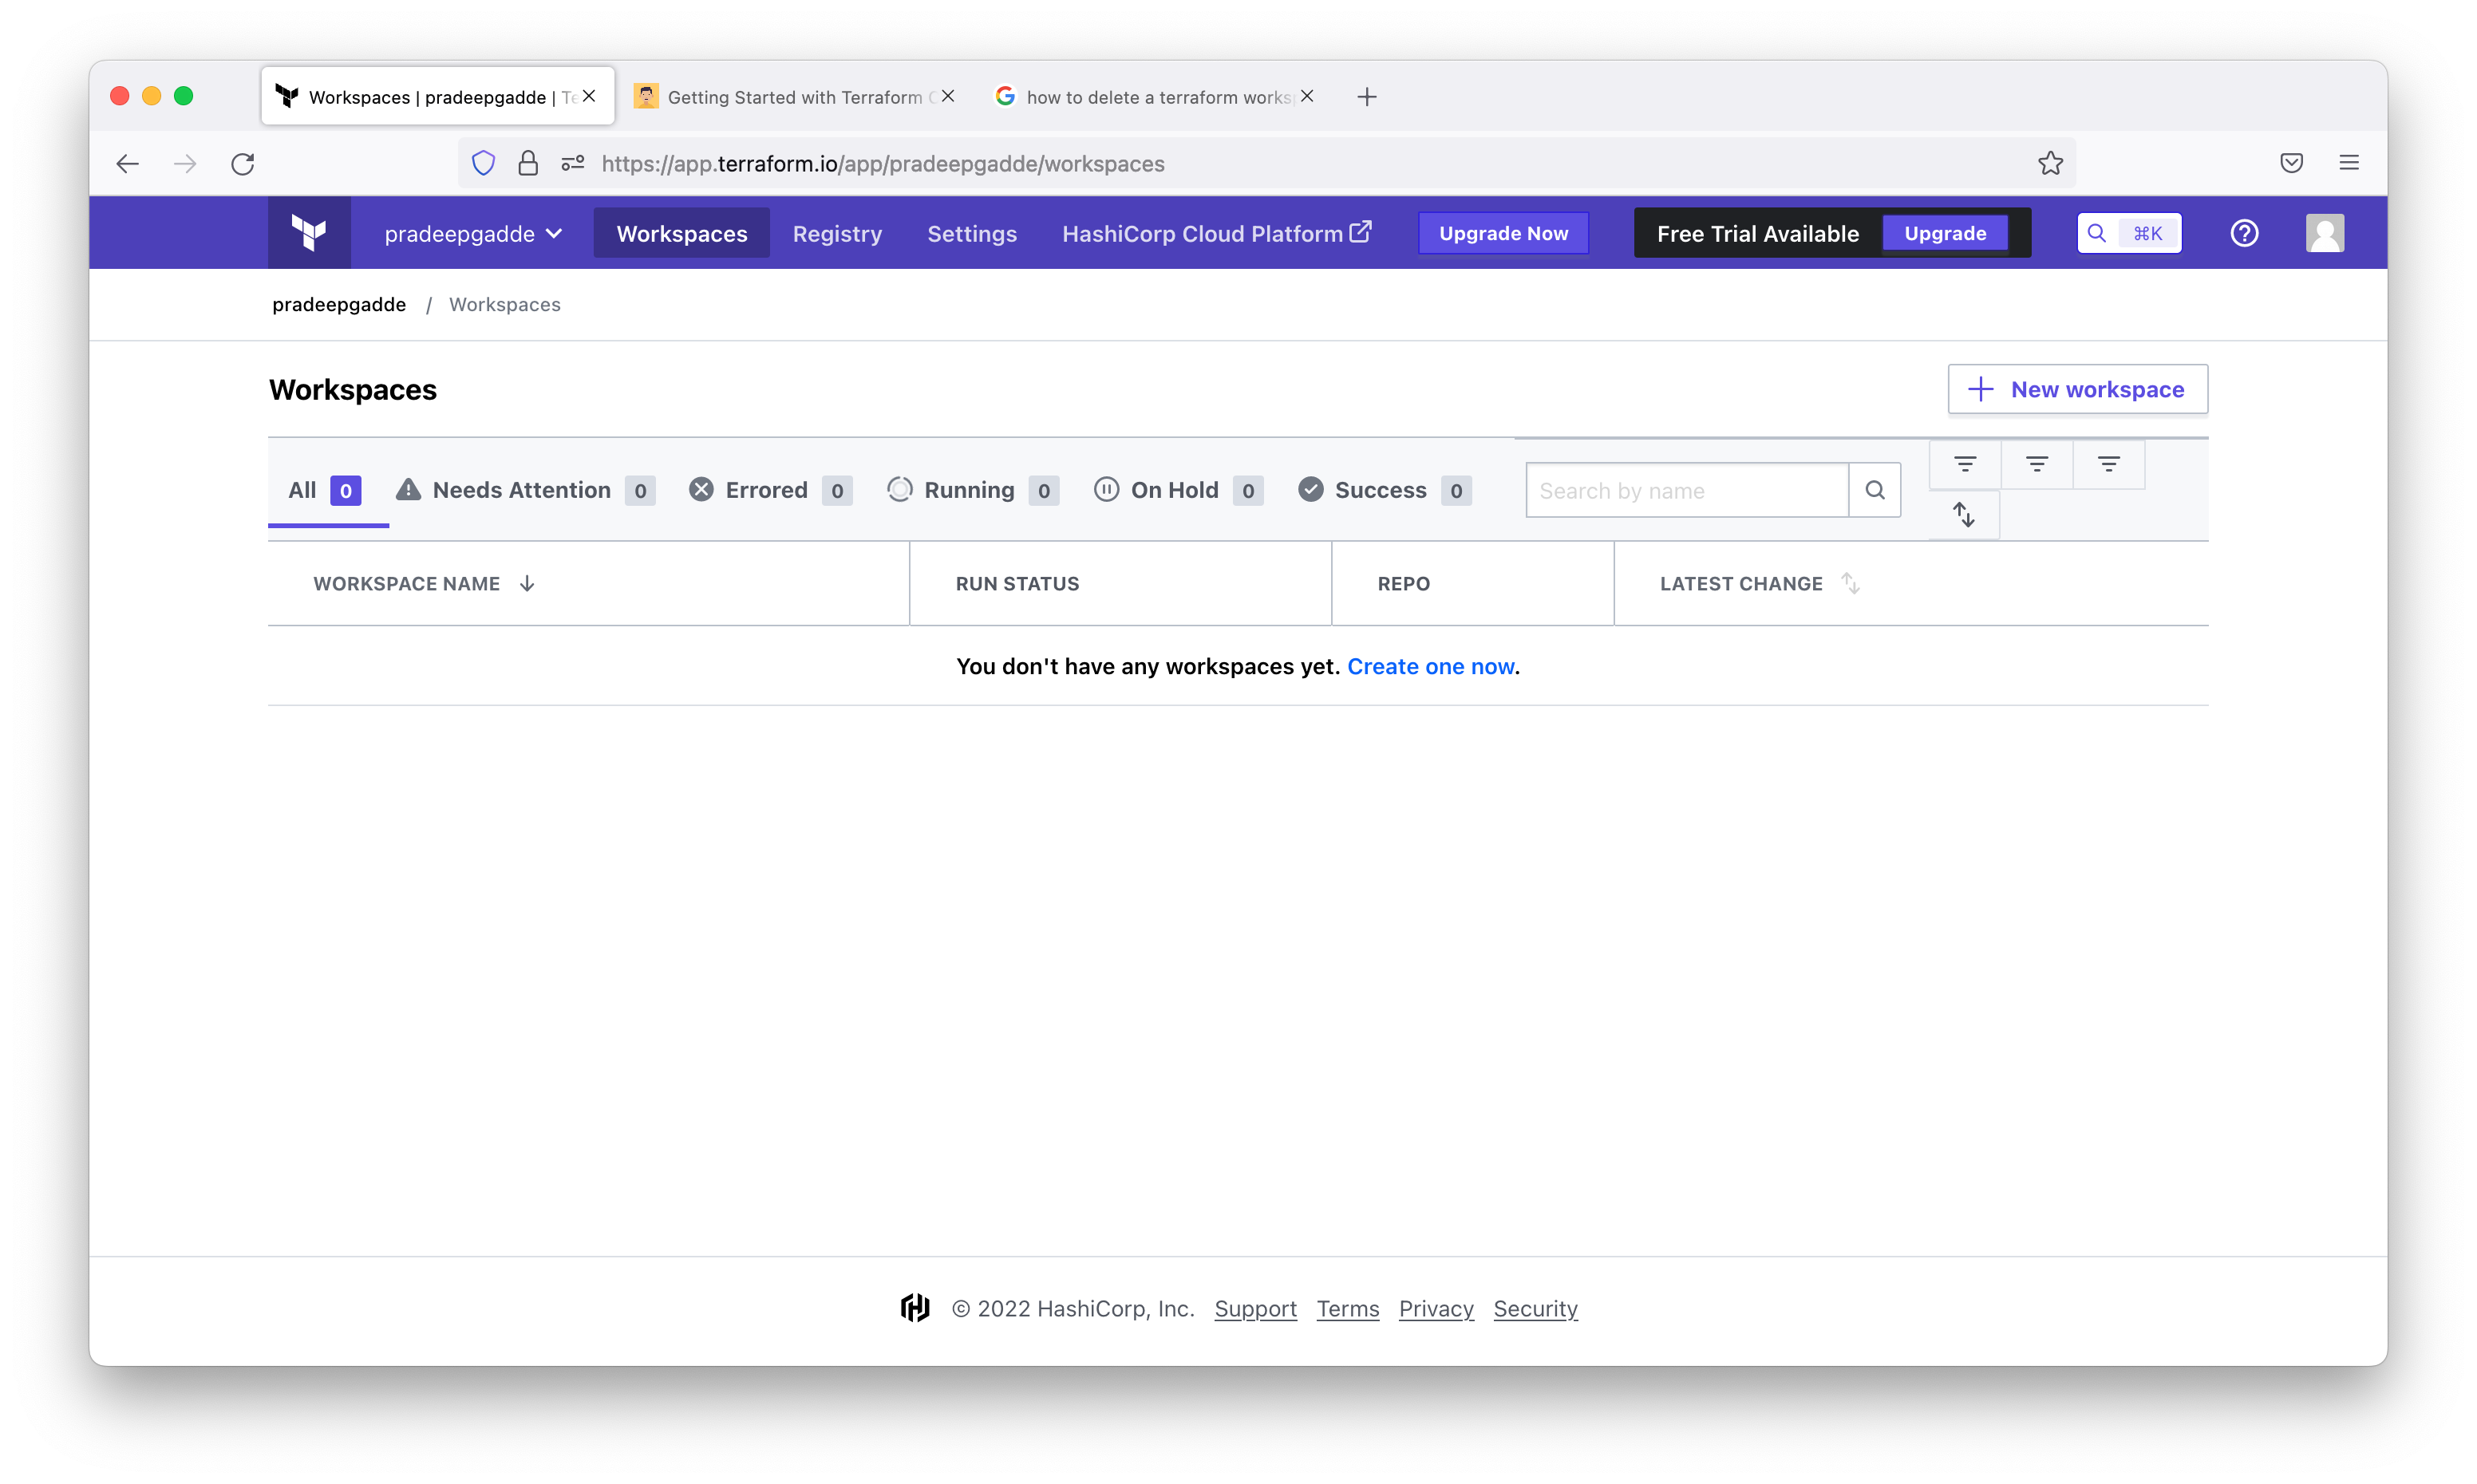 Workspaces | pradeepgadde | Te
Getting Started with Terraform C
how to delete a terraform works
https://app.terraform.io/app/pradeepgadde/workspaces
pradeepgadde Workspaces Registry Settings HashiCorp Cloud Platform Upgrade Now Free Trial Available Upgrade ⌘K
pradeepgadde / Workspaces
Workspaces
New workspace
All 0 Needs Attention 0 Errored 0 Running 0 On Hold 0 Success 0 Search by name
WORKSPACE NAME RUN STATUS REPO LATEST CHANGE
You don't have any workspaces yet. Create one now.
© 2022 HashiCorp, Inc. Support Terms Privacy Security